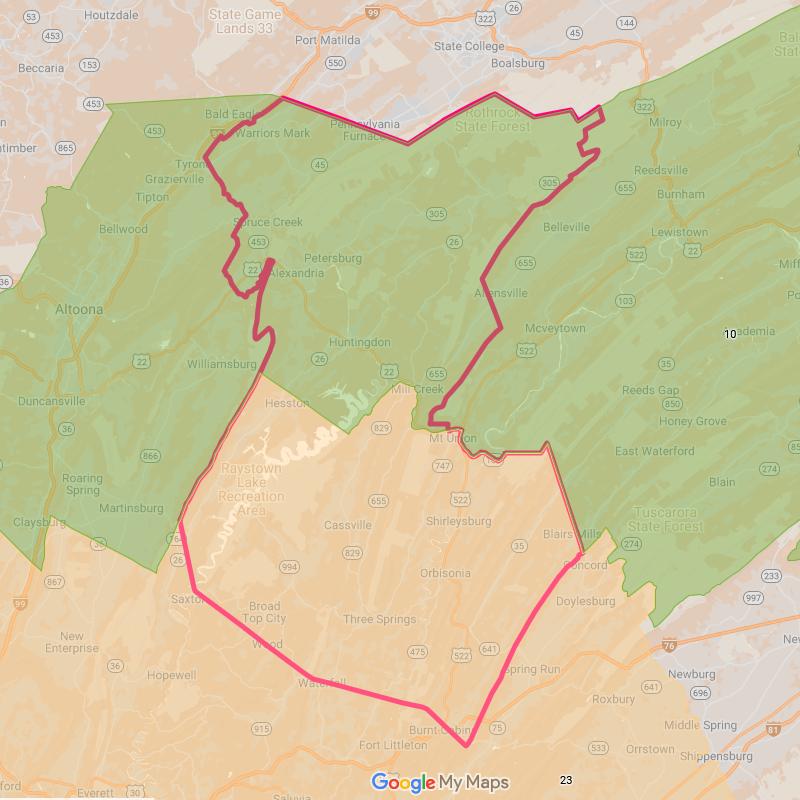 Houtzdale
99
322
26
144
53
State Game
Lands 33
53
453
Port Matilda
State College
45
Beccaria
153
550
Boalsburg
453
453
Bald Eagle
322
Rothrock
State Forest
Milroy
Pennsylvania
Furnace
Warriors Mark
865
Tyrone
45
Reedsville
Grazierville
305
655
Burnham
Tipton
305
Spruce Creek
Belleville
Bellwood
453
26
Lewistown
Petersburg
655
522
22
36
22
Alexandria
Allensville
Altoona
103
Mcveytown
10
Huntingdon
522
22
26
35
Williamsburg
22
655
Mill Creek
Reeds Gap
Duncansville
Hesston
850
36
829
Honey Grove
Mt Union
866
747
East Waterford
Raystown
Lake
Recreation
Area
274
Roaring
Spring
522
Blain
655
Martinsburg
Tuscarora
State Forest
Claysburg
Cassville
Shirleysburg
Blairs Mills
35
274
829
26
994
Concord
867
Orbisonia
233
Saxton
997
99
Broad
Top City
Doylesburg
Three Springs
New
Enterprise
Wood
76
475
522
641
36
Hopewell
Waterfall
Spring Run
Newburg
641
696
Roxbury
915
Burnt Cabins
75
Middle Spring
81
Fort Littleton
533
Orrstown
Shippensburg
Google My Maps
23
Everett
30
Saluvia